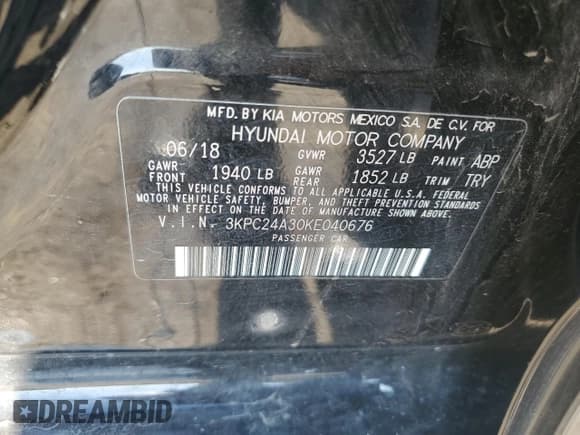 MFD. BY KIA MOTORS MEXICO S.A. DE C.V. FOR
HYUNDAI MOTOR COMPANY
06/18 GVWR 3527 LB PAINT ABP
GAWR FRONT 1940 LB GAWR REAR 1852 LB TRIM TRY
THIS VEHICLE CONFORMS TO ALL APPLICABLE U.S.A. FEDERAL
MOTOR VEHICLE SAFETY, BUMPER, AND THEFT PREVENTION STANDARDS
IN EFFECT ON THE DATE OF MANUFACTURE SHOWN ABOVE.
V.I.N. 3KPC24A30KE040676
PASSENGER CAR
DREAMBID